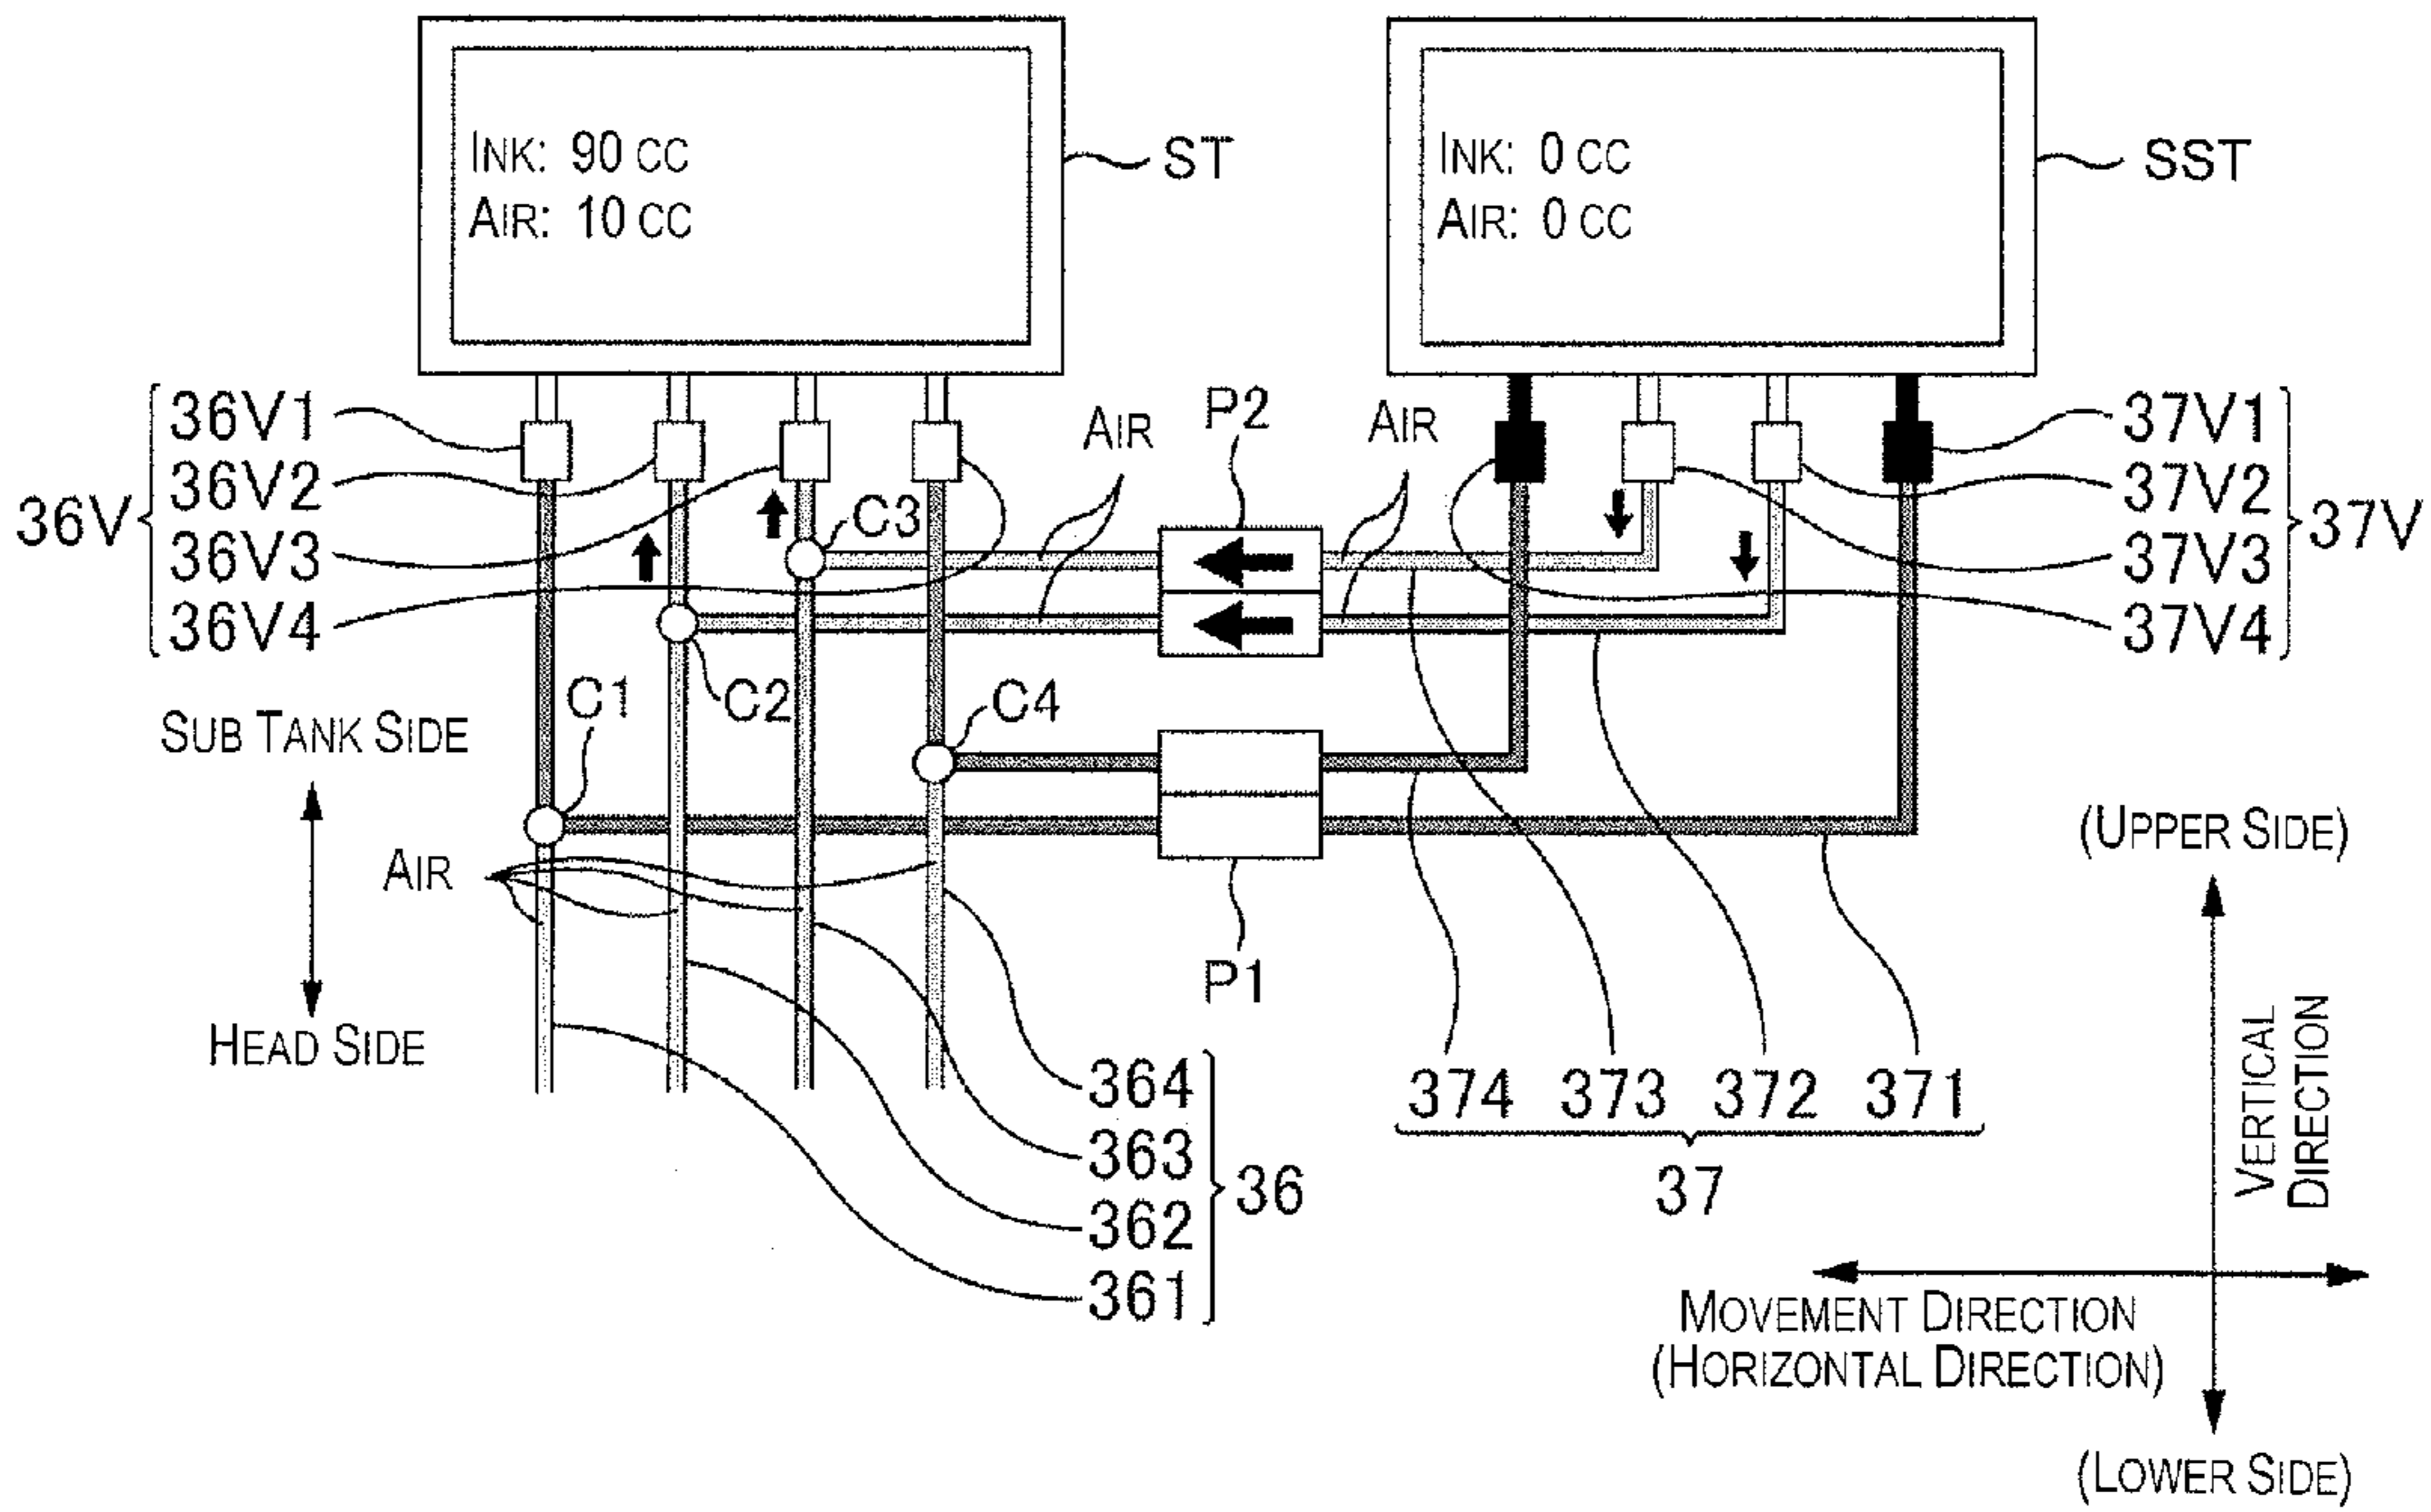 INK: 90 CC
AIR: 10 CC
ST
INK: 0 CC
AIR: 0 CC
SST
36V
36V1
36V2
36V3
36V4
AIR
P2
AIR
37V1
37V2
37V3
37V4
37V
C3
C2
C1
C4
SUB TANK SIDE
HEAD SIDE
AIR
P1
364
363
362
361
36
374 373 372 371
37
(UPPER SIDE)
VERTICAL
DIRECTION
MOVEMENT DIRECTION
(HORIZONTAL DIRECTION)
(LOWER SIDE)